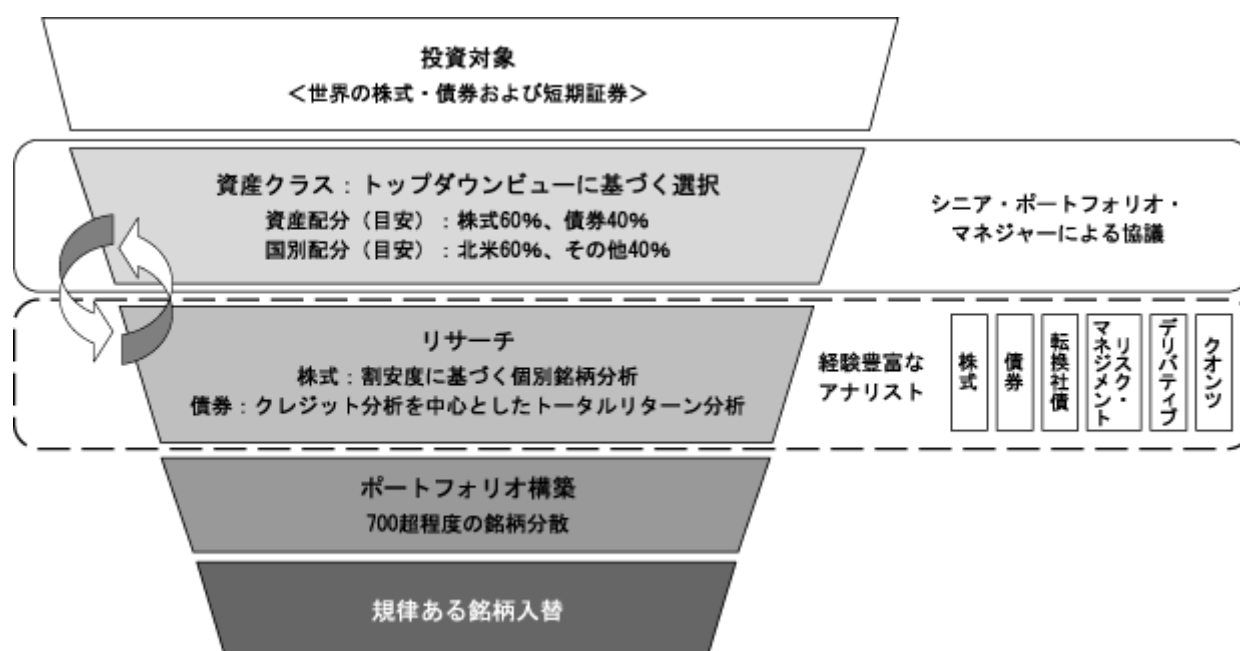 投資対象
＜世界の株式・債券および短期証券＞
資産クラス：トップダウンビューに基づく選択
資産配分（目安）：株式60%、債券40%
国別配分（目安）：北米60%、その他40%
シニア・ポートフォリオ・
マネジャーによる協議
リサーチ
株式：割安度に基づく個別銘柄分析
債券：クレジット分析を中心としたトータルリターン分析
経験豊富な
アナリスト
株式
債券
転換社債
リスク・
マネジメント
デリバティブ
クオンツ
ポートフォリオ構築
700超程度の銘柄分散
規律ある銘柄入替